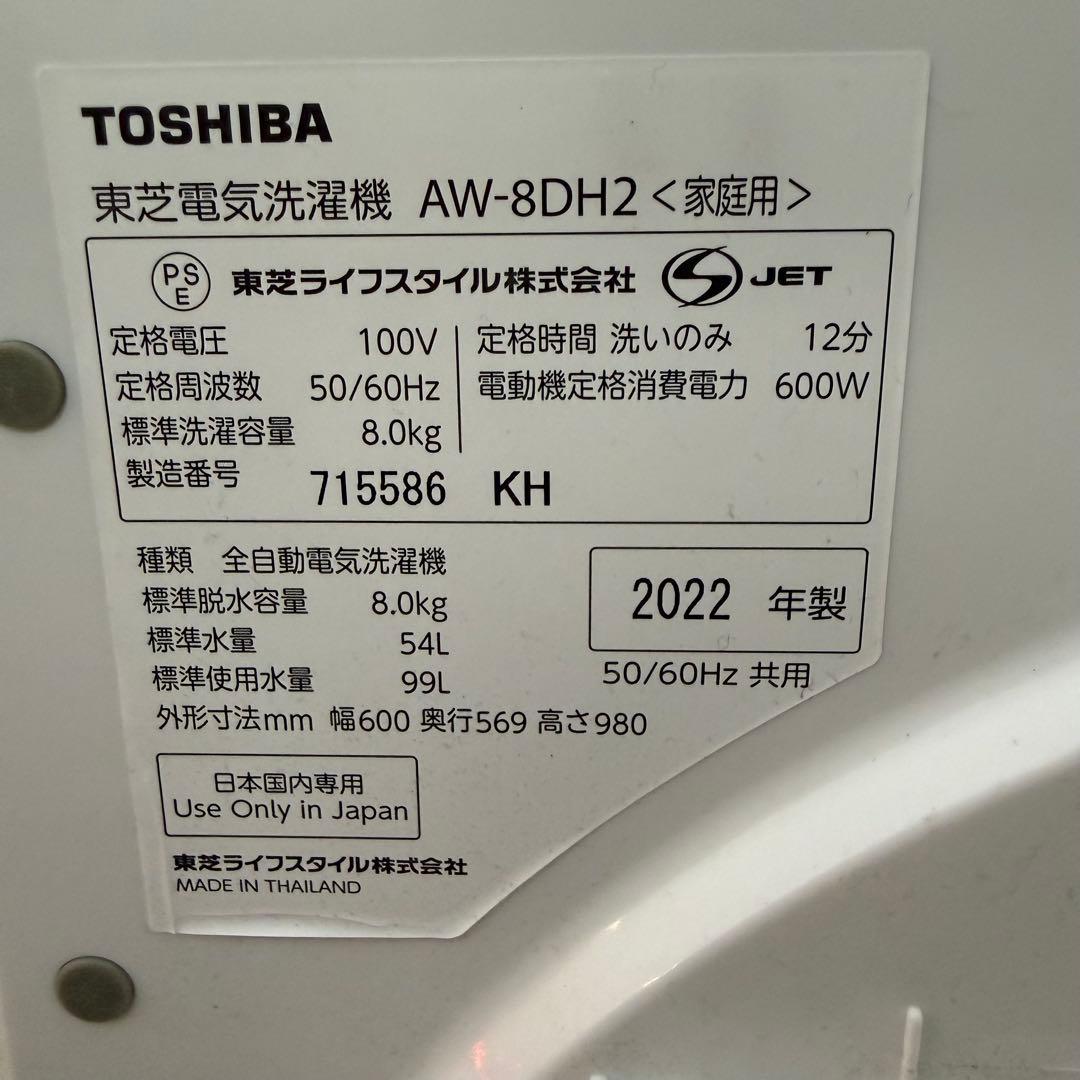 TOSHIBA
東芝電気洗濯機 AW-8DH2 <家庭用>
PSE 東芝ライフスタイル株式会社 S JET
定格電圧 100V 定格時間 洗いのみ 12分
定格周波数 50/60Hz 電動機定格消費電力 600W
標準洗濯容量 8.0kg
製造番号 715586 KH
種類 全自動電気洗濯機
標準脱水容量 8.0kg
2022 年製
標準水量 54L
標準使用水量 99L
50/60Hz 共用
外形寸法mm 幅600 奥行569 高さ980
日本国内専用
Use Only in Japan
東芝ライフスタイル株式会社
MADE IN THAILAND